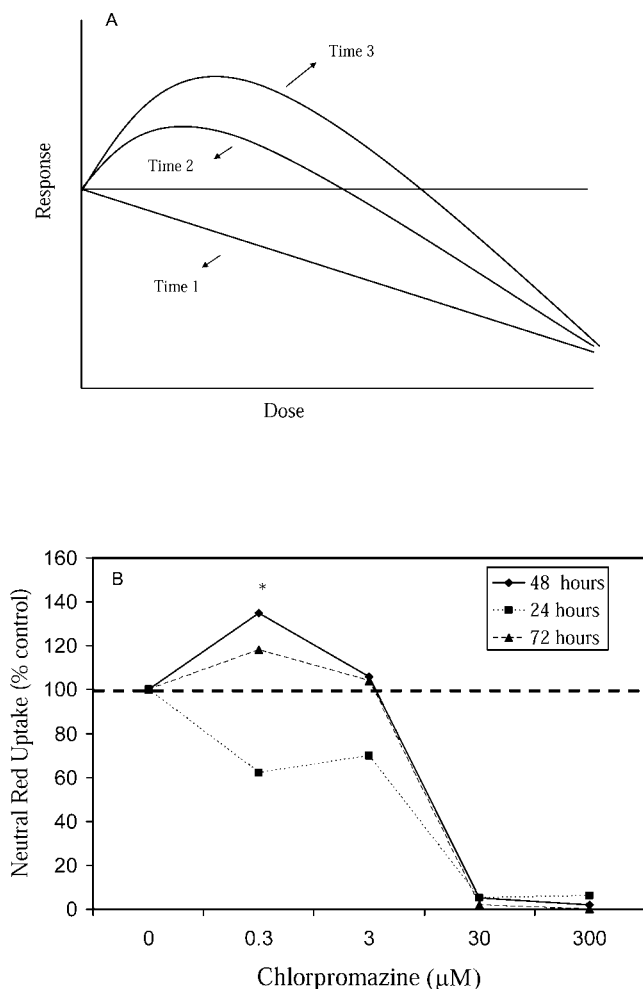 A
Time 3
Time 2
Time 1
Response
Dose
B
*
48 hours
24 hours
72 hours
160
140
120
100
80
60
40
20
0
Neutral Red Uptake (% control)
0 0.3 3 30 300
Chlorpromazine (μM)